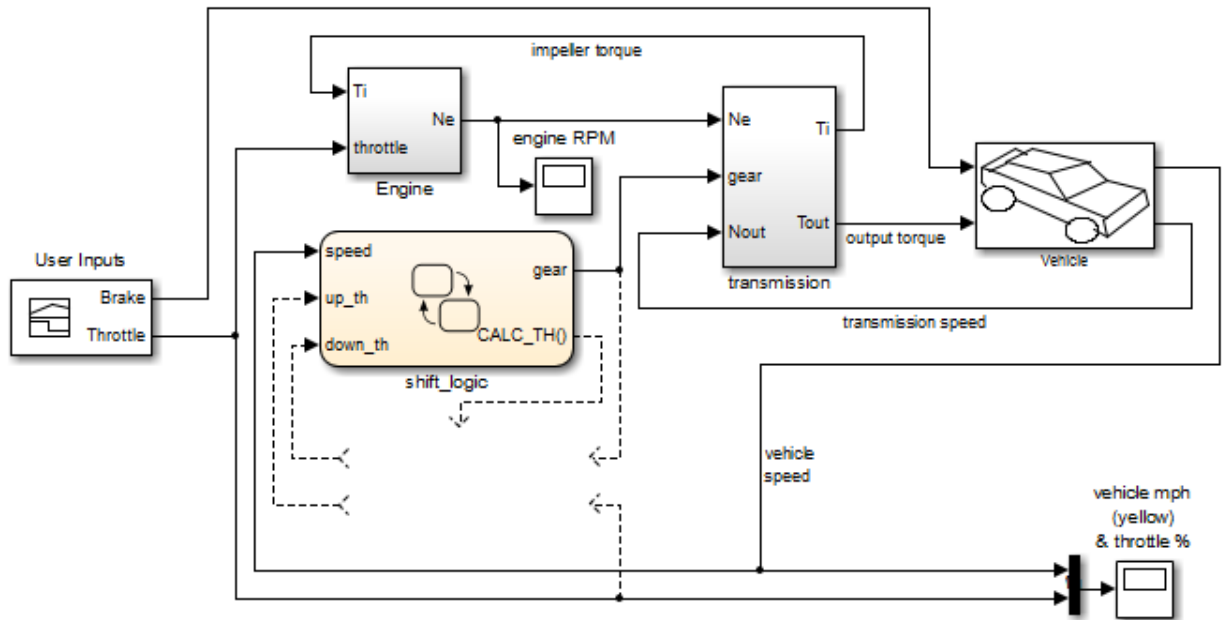 impeller torque
Ti
Ne
throttle
Engine
engine RPM
Ne
Ti
gear
Nout
Tout
transmission
output torque
Vehicle
transmission speed
User Inputs
Brake
Throttle
speed
gear
up_th
CALC_TH()
down_th
shift_logic
vehicle
speed
vehicle mph
(yellow)
& throttle %